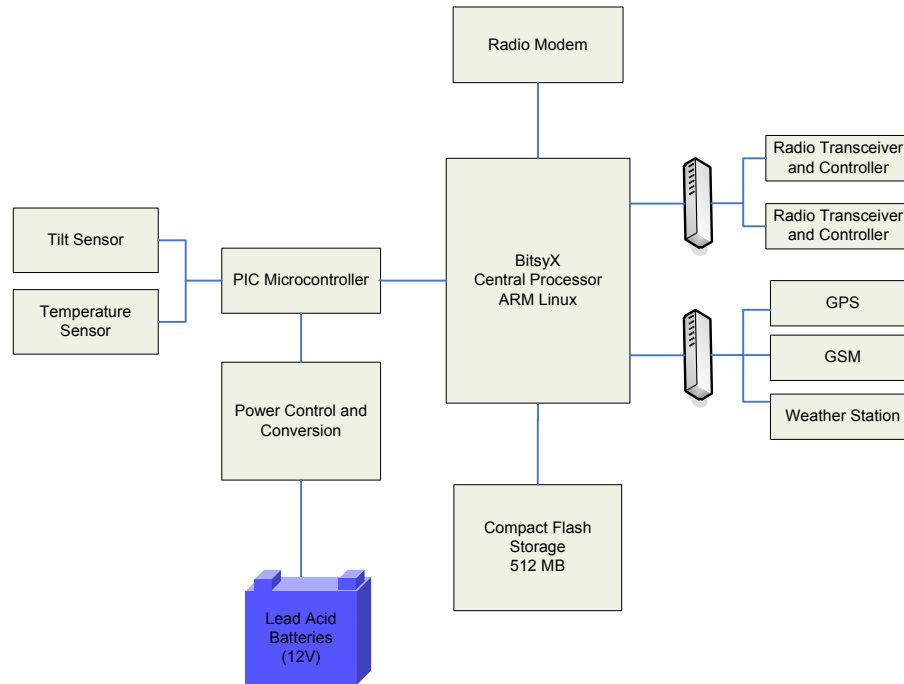 Radio Modem
Radio Transceiver
and Controller
Radio Transceiver
and Controller
Tilt Sensor
Temperature
Sensor
PIC Microcontroller
BitsyX
Central Processor
ARM Linux
GPS
GSM
Weather Station
Power Control and
Conversion
Compact Flash
Storage
512 MB
Lead Acid
Batteries
(12V)